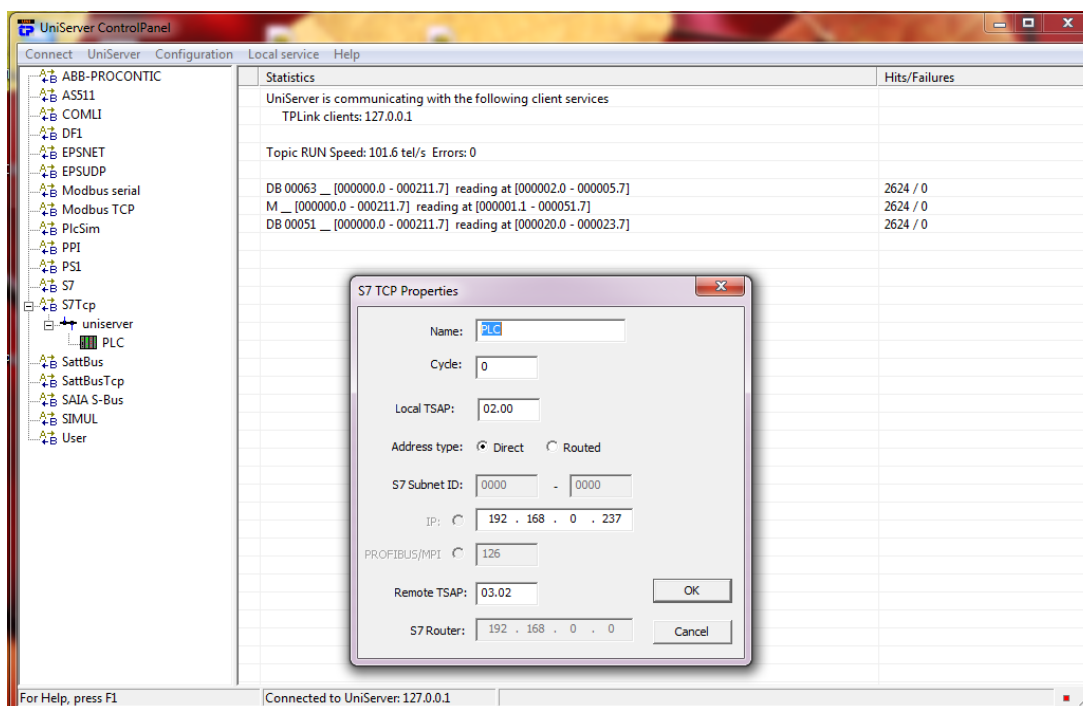 UniServer ControlPanel
Connect UniServer Configuration Local service Help
ABB-PROCONTIC
AS511
COMLI
DF1
EPSNET
EPSUDP
Modbus serial
Modbus TCP
PlcSim
PPI
PS1
S7
S7Tcp
uniserver
PLC
SattBus
SattBusTcp
SAIA S-Bus
SIMUL
User
Statistics Hits/Failures
UniServer is communicating with the following client services
TPLink clients: 127.0.0.1
Topic RUN Speed: 101.6 tel/s Errors: 0
DB 00063 __ [000000.0 - 000211.7] reading at [000002.0 - 000005.7] 2624 / 0
M __ [000000.0 - 000211.7] reading at [000001.1 - 000051.7] 2624 / 0
DB 00051 __ [000000.0 - 000211.7] reading at [000020.0 - 000023.7] 2624 / 0
S7 TCP Properties
Name: PLC
Cycle: 0
Local TSAP: 02.00
Address type: Direct Routed
S7 Subnet ID: 0000 - 0000
IP: 192 . 168 . 0 . 237
PROFIBUS/MPI 126
Remote TSAP: 03.02
OK
S7 Router: 192 . 168 . 0 . 0
Cancel
For Help, press F1 Connected to UniServer: 127.0.0.1